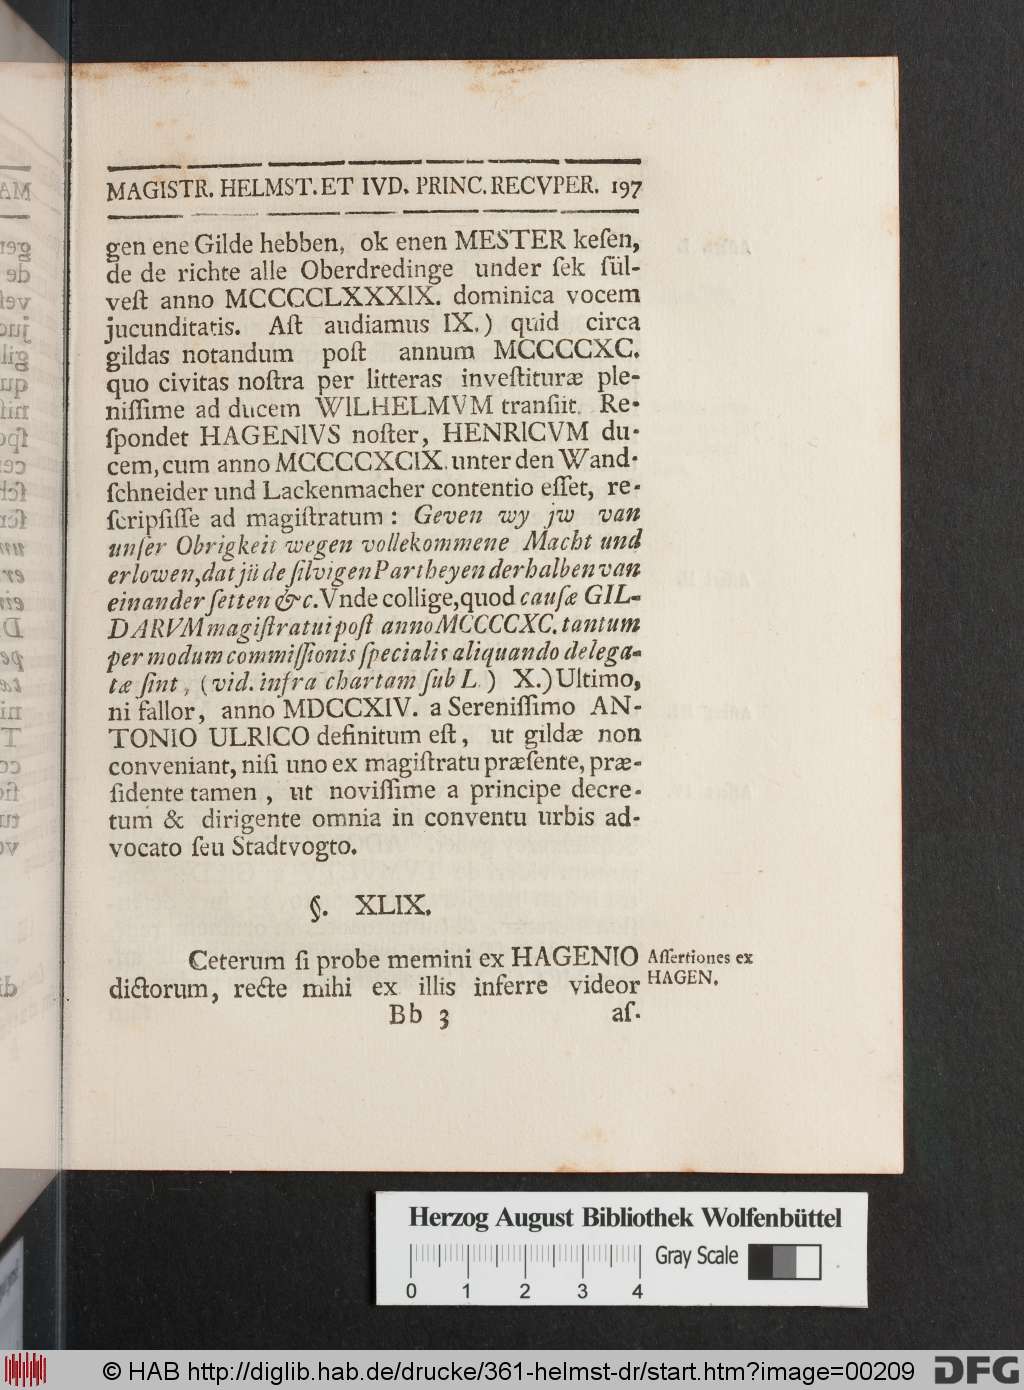 MAGISTR. HELMST. ET IVD. PRINC. RECVPER. 197
gen ene Gilde hebben, ok enen MESTER keſen,
de de richte alle Oberdredinge under ſek ſül-
veſt anno MCCCCLXXXIX. dominica vocem
jucunditatis. Aſt audiamus IX.) quid circa
gildas notandum poſt annum MCCCCXC.
quo civitas noſtra per litteras inveſtituræ ple-
niſſime ad ducem WILHELMVM tranſiit. Re-
ſpondet HAGENIVS noſter, HENRICVM du-
cem, cum anno MCCCCXCIX. unter den Wand-
ſchneider und Lackenmacher contentio eſſet, re-
ſcripſiſſe ad magiſtratum: Geven wy jw van
unſer Obrigkeit wegen vollekommene Macht und
erlowen, dat jü de ſilvigen Partheyen derhalben van
einander ſetten &c. Vnde collige, quod cauſæ GIL-
DARVM magiſtratui poſt anno MCCCCXC. tantum
per modum commiſſionis ſpecialis aliquando delega-
tæ ſint, (vid. infra chartam ſub L.) X.) Ultimo,
ni fallor, anno MDCCXIV. a Sereniſſimo AN-
TONIO ULRICO definitum eſt, ut gildæ non
conveniant, niſi uno ex magiſtratu præſente, præ-
ſidente tamen, ut noviſſime a principe decre-
tum & dirigente omnia in conventu urbis ad-
vocato ſeu Stadtvogto.
§. XLIX.
Ceterum ſi probe memini ex HAGENIO
dictorum, recte mihi ex illis inferre videor
Aſſertiones ex
HAGEN.
Bb 3 aſ-
Herzog August Bibliothek Wolfenbüttel
Gray Scale
0 1 2 3 4
© HAB http://diglib.hab.de/drucke/361-helmst-dr/start.htm?image=00209
DFG